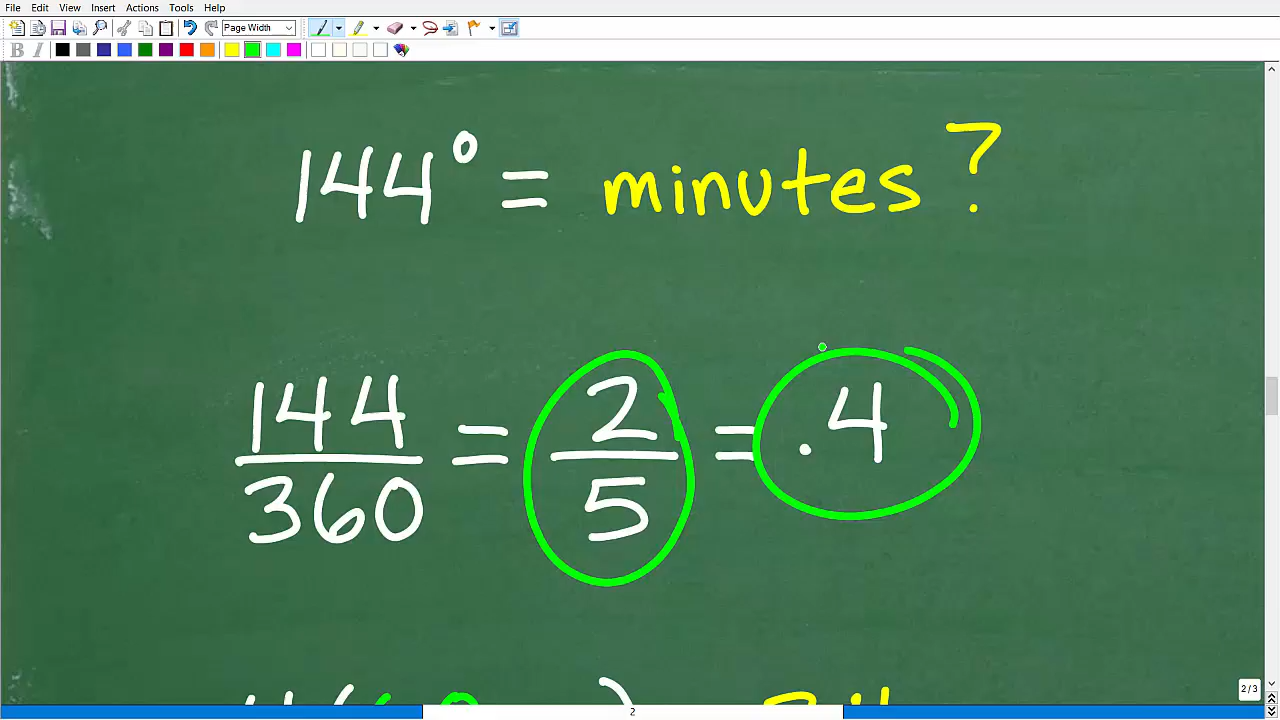 File Edit View Insert Actions Tools Help
Page Width
B I
144° = minutes ?
144/360 = 2/5 = .4
2/3
2